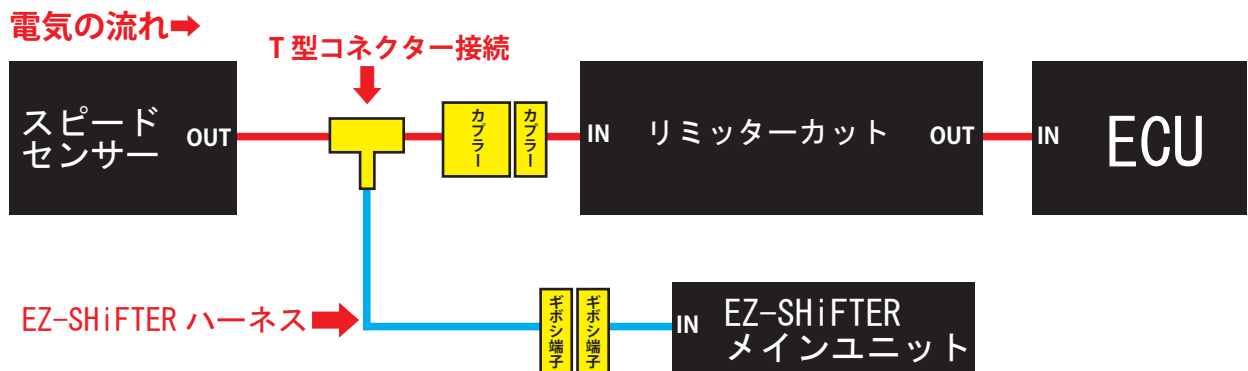 電気の流れ➡
T型コネクター接続
スピード
センサー
OUT
カプラー
カプラー
IN
リミッターカット
OUT
IN
ECU
EZ-SHiFTER ハーネス
ギボシ端子
ギボシ端子
IN
EZ-SHiFTER
メインユニット